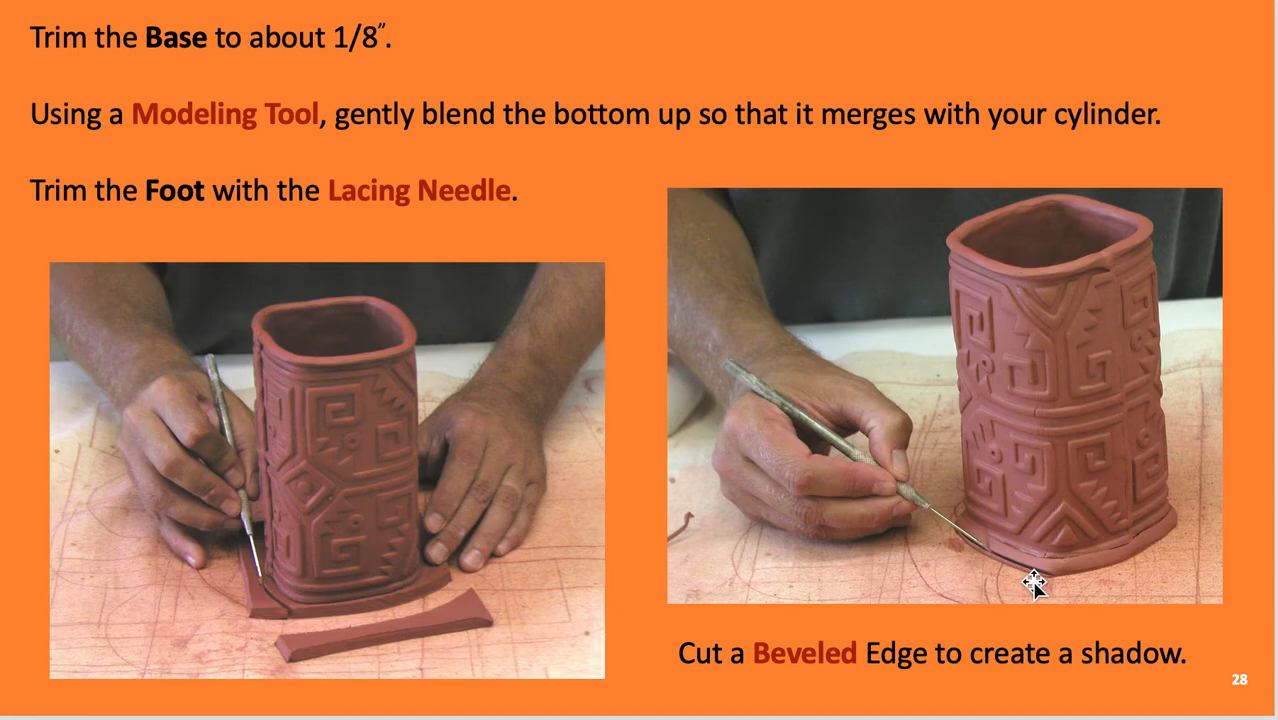 Trim the Base to about 1/8”.
Using a Modeling Tool, gently blend the bottom up so that it merges with your cylinder.
Trim the Foot with the Lacing Needle.
Cut a Beveled Edge to create a shadow.
28